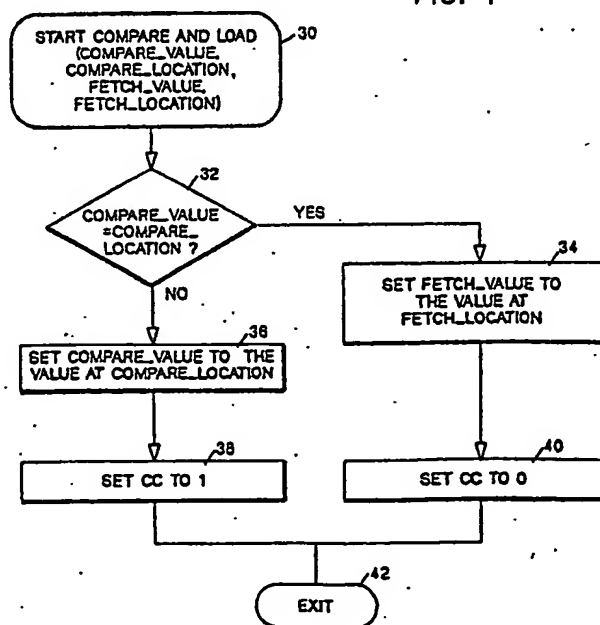 START COMPARE AND LOAD
(COMPARE_VALUE,
COMPARE_LOCATION,
FETCH_VALUE,
FETCH_LOCATION)
30
32
COMPARE_VALUE
=COMPARE_
LOCATION ?
YES
NO
34
SET FETCH_VALUE TO
THE VALUE AT
FETCH_LOCATION
36
SET COMPARE_VALUE TO THE
VALUE AT COMPARE_LOCATION
38
SET CC TO 1
40
SET CC TO 0
42
EXIT